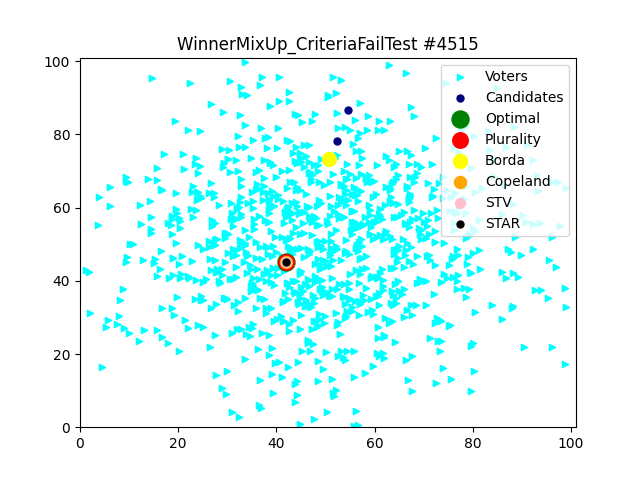 WinnerMixUp_CriteriaFailTest #4515
100
80
60
40
20
0
0 20 40 60 80 100
Voters
Candidates
Optimal
Plurality
Borda
Copeland
STV
STAR